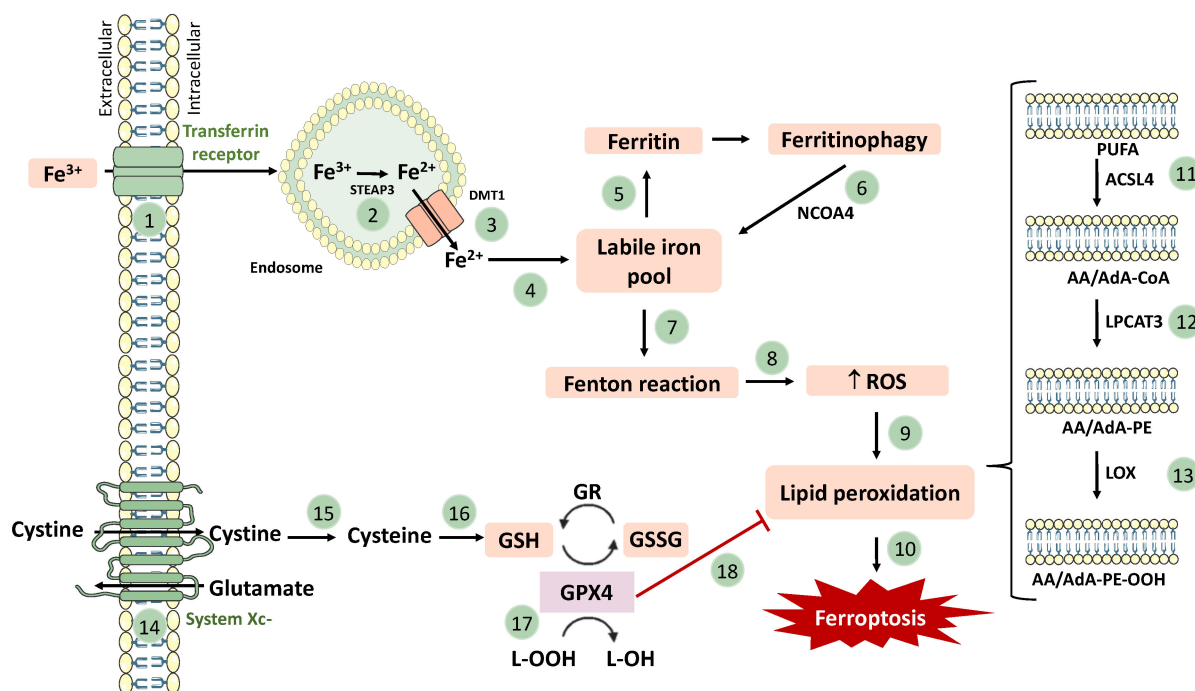 Extracellular
Intracellular
Transferrin
receptor
Fe³⁺
1
Fe³⁺
Fe²⁺
STEAP3
2
DMT1
3
Fe²⁺
Endosome
4
Ferritin
Ferritinophagy
5
6
NCOA4
Labile iron
pool
7
Fenton reaction
8
↑ ROS
9
Lipid peroxidation
10
Ferroptosis
PUFA
ACSL4
11
AA/AdA-CoA
LPCAT3
12
AA/AdA-PE
LOX
13
AA/AdA-PE-OOH
Cystine
Cystine
15
Cysteine
16
GR
GSH
GSSG
GPX4
18
17
L-OOH
L-OH
Glutamate
14
System Xc-